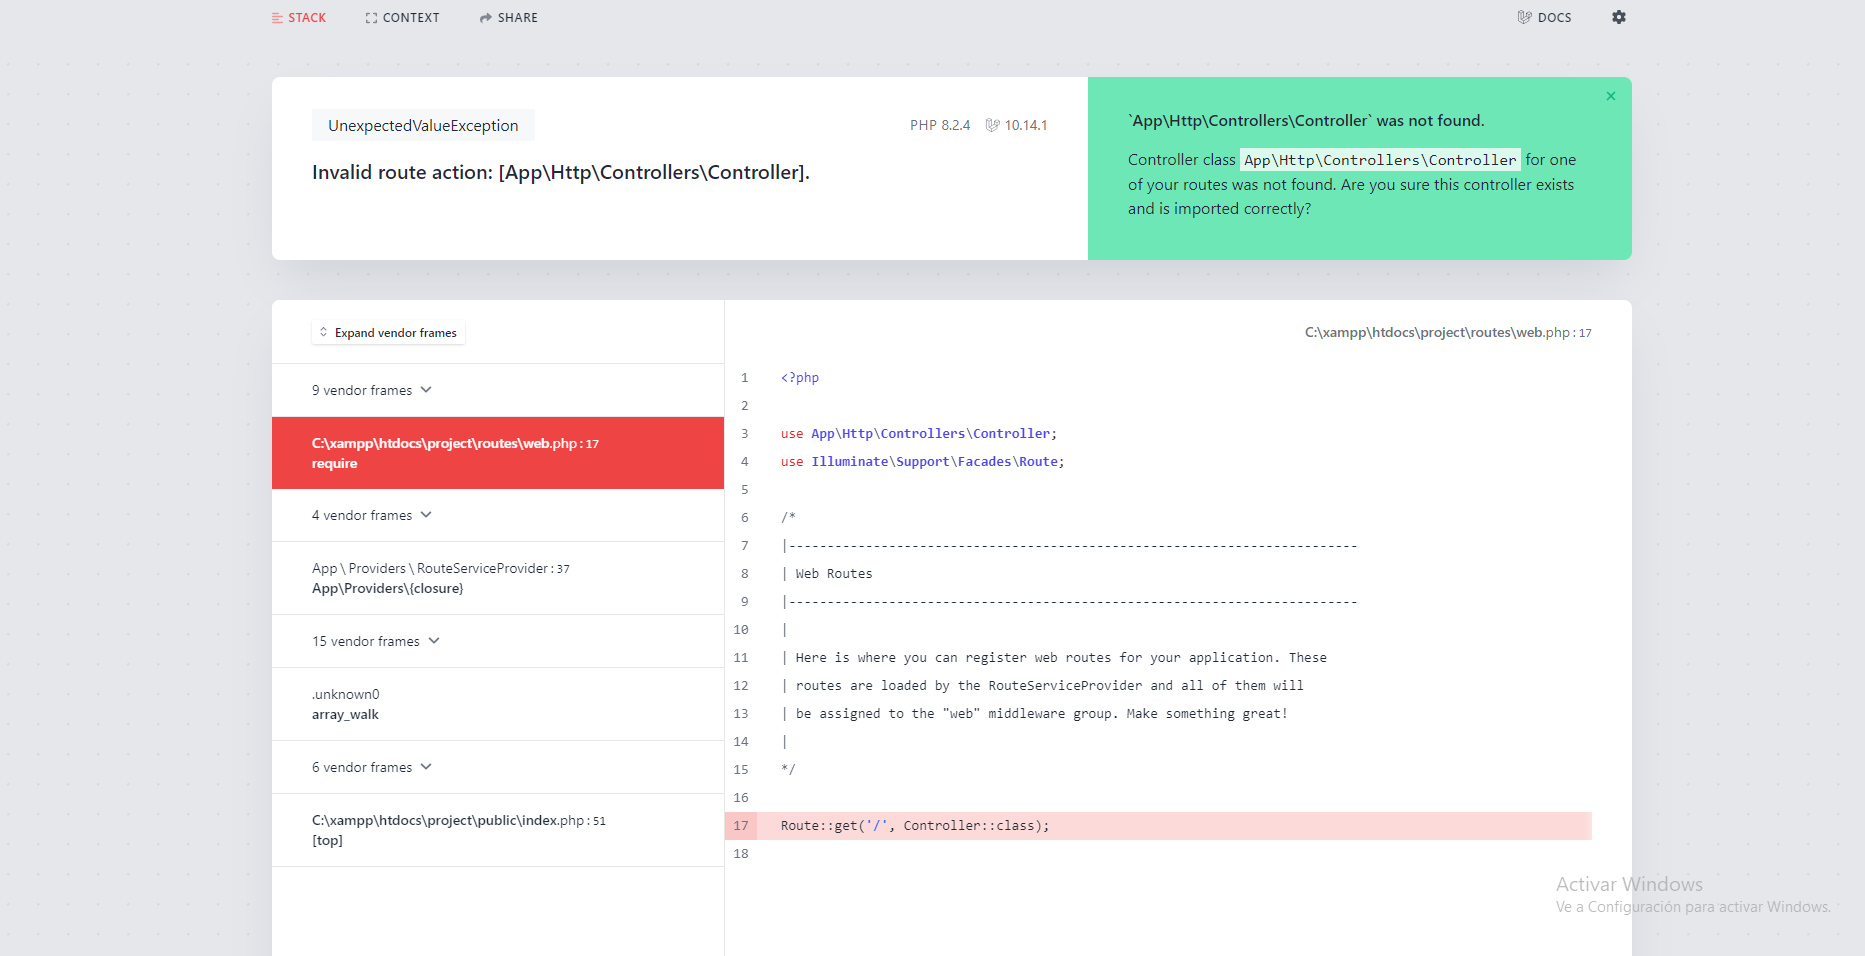 STACK CONTEXT SHARE DOCS
UnexpectedValueException
PHP 8.2.4 10.14.1
Invalid route action: [App\Http\Controllers\Controller].
`App\Http\Controllers\Controller` was not found.
Controller class App\Http\Controllers\Controller for one
of your routes was not found. Are you sure this controller exists
and is imported correctly?
Expand vendor frames
9 vendor frames
C:\xampp\htdocs\project\routes\web.php:17
require
4 vendor frames
App\Providers\RouteServiceProvider:37
App\Providers\{closure}
15 vendor frames
.unknown0
array_walk
6 vendor frames
C:\xampp\htdocs\project\public\index.php:51
[top]
C:\xampp\htdocs\project\routes\web.php:17
1 <?php
2
3 use App\Http\Controllers\Controller;
4 use Illuminate\Support\Facades\Route;
5
6 /*
7 |--------------------------------------------------------------------------
8 | Web Routes
9 |--------------------------------------------------------------------------
10 |
11 | Here is where you can register web routes for your application. These
12 | routes are loaded by the RouteServiceProvider and all of them will
13 | be assigned to the "web" middleware group. Make something great!
14 |
15 */
16
17 Route::get('/', Controller::class);
18
Activar Windows
Ve a Configuración para activar Windows.